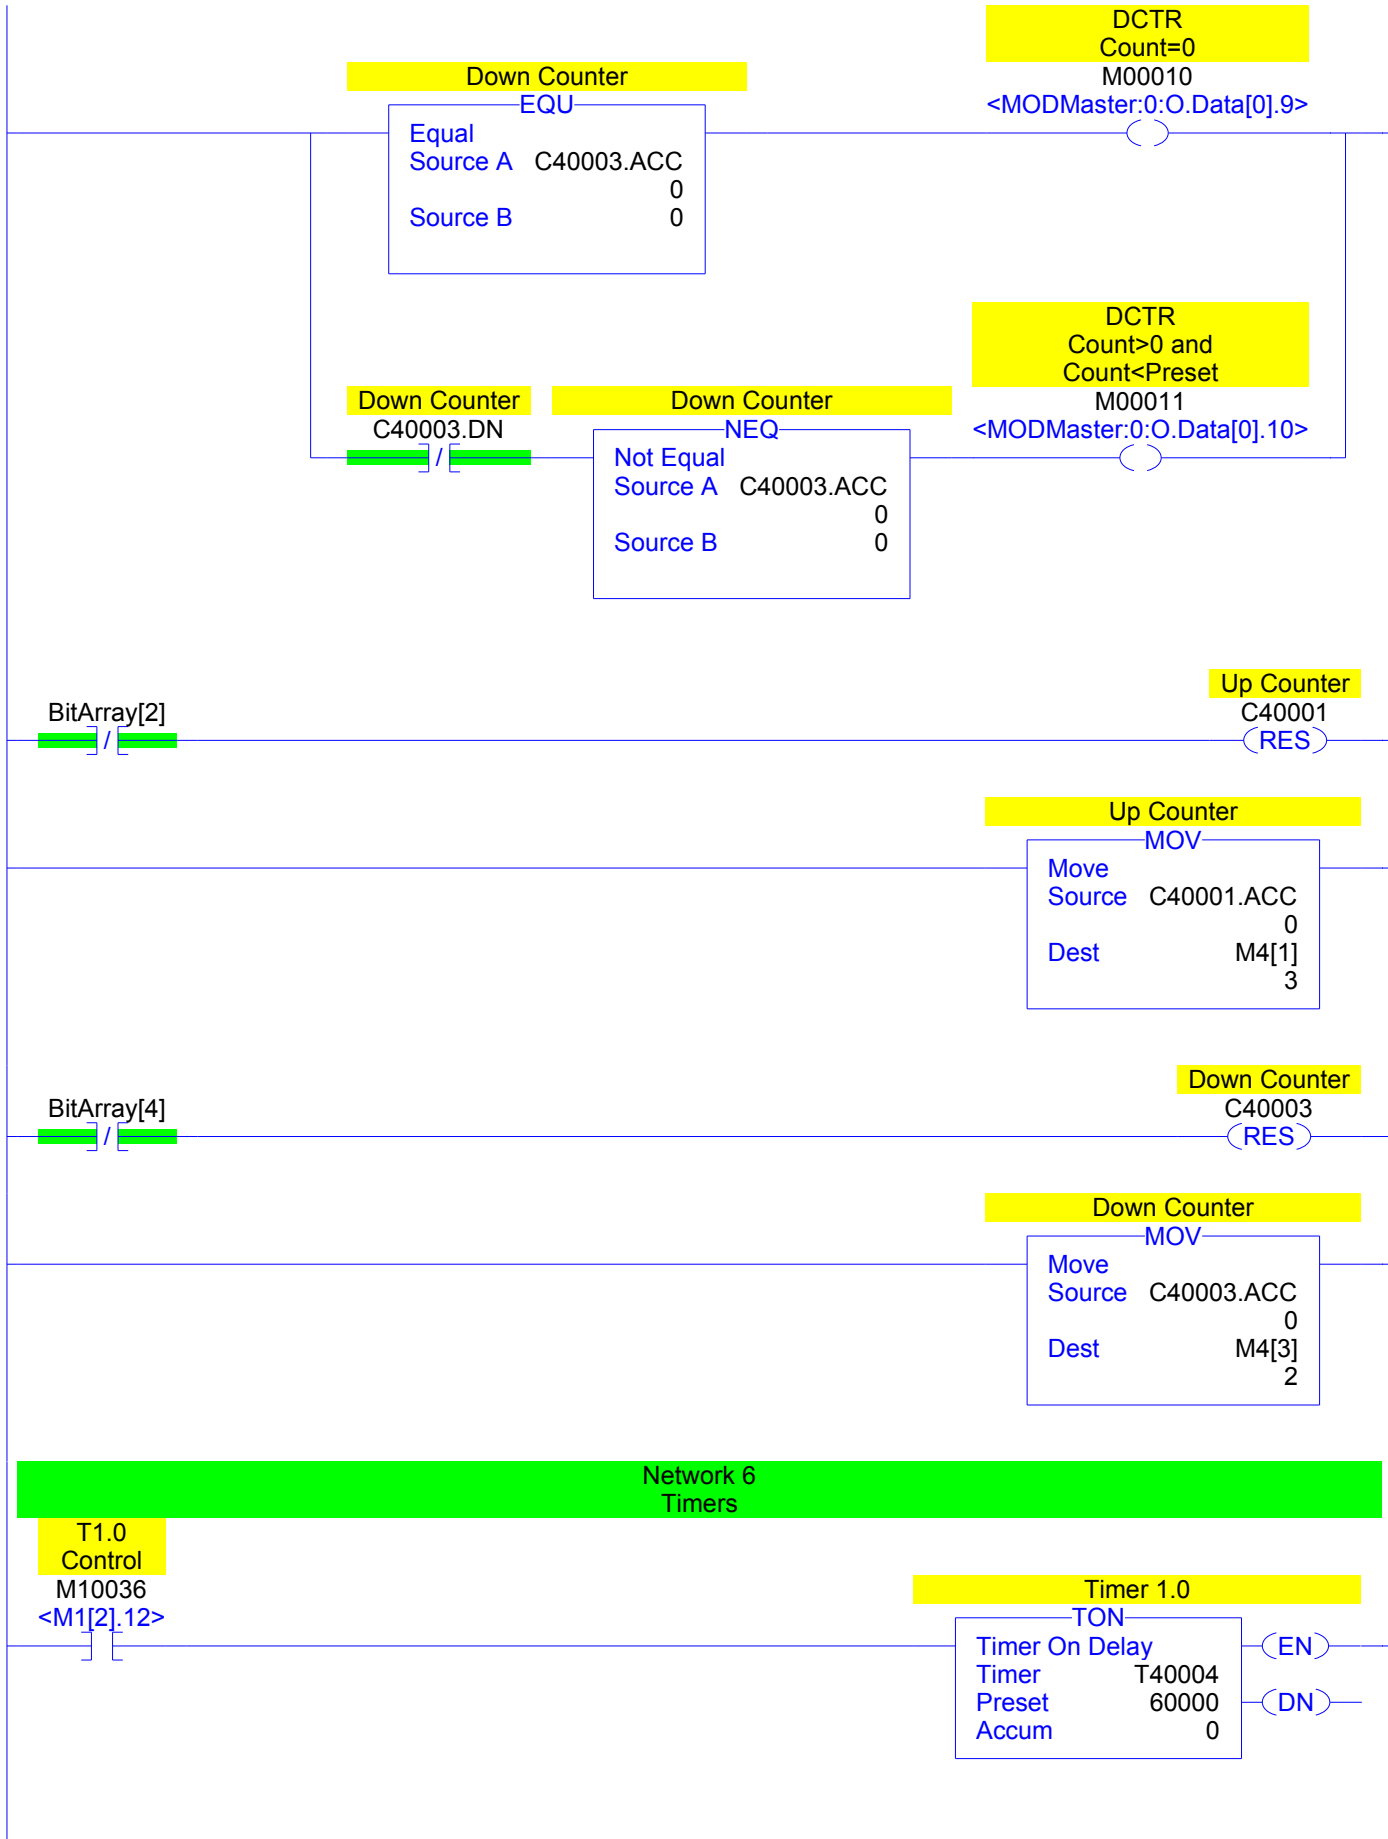 DCTR
Count=0
M00010
<MODMaster:0:O.Data[0].9>
Down Counter
EQU
Equal
Source A C40003.ACC
0
Source B 0
DCTR
Count>0 and
Count<Preset
M00011
<MODMaster:0:O.Data[0].10>
Down Counter
C40003.DN
/
Down Counter
NEQ
Not Equal
Source A C40003.ACC
0
Source B 0
BitArray[2]
/
Up Counter
C40001
RES
Up Counter
MOV
Move
Source C40001.ACC
0
Dest M4[1]
3
BitArray[4]
/
Down Counter
C40003
RES
Down Counter
MOV
Move
Source C40003.ACC
0
Dest M4[3]
2
Network 6
Timers
T1.0
Control
M10036
<M1[2].12>
Timer 1.0
TON
Timer On Delay
Timer T40004
Preset 60000
Accum 0
EN
DN